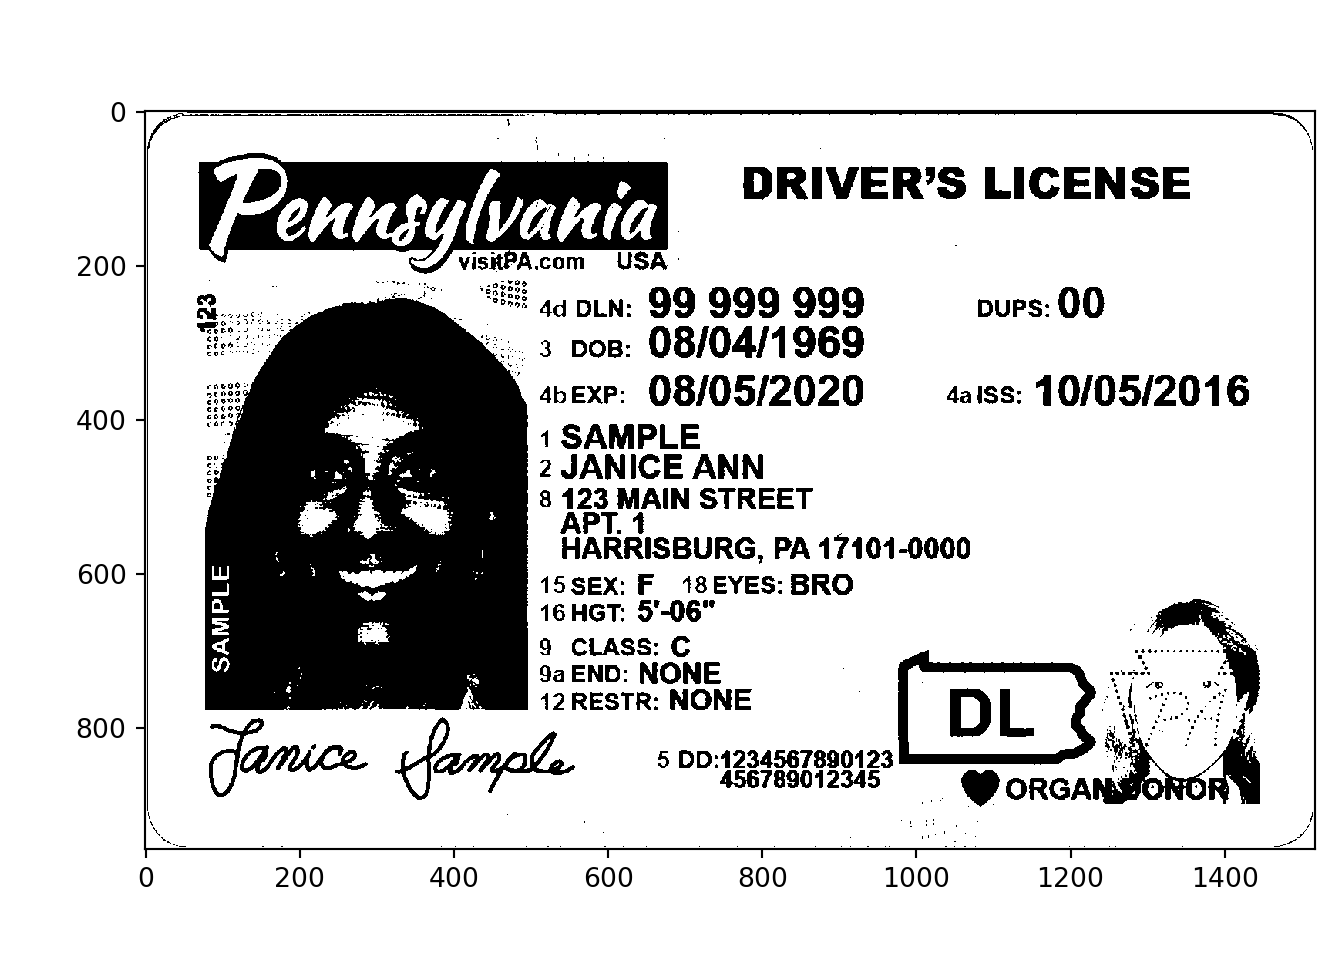 0
200
400
600
800
0 200 400 600 800 1000 1200 1400
Pennsylvania
visitPA.com USA
DRIVER'S LICENSE
123
4d DLN: 99 999 999 DUPS: 00
3 DOB: 08/04/1969
4b EXP: 08/05/2020 4a ISS: 10/05/2016
1 SAMPLE
2 JANICE ANN
8 123 MAIN STREET
APT. 1
HARRISBURG, PA 17101-0000
15 SEX: F 18 EYES: BRO
16 HGT: 5'-06"
9 CLASS: C
9a END: NONE
12 RESTR: NONE
SAMPLE
Janice Sample
5 DD:1234567890123
456789012345
DL
PA
ORGAN DONOR